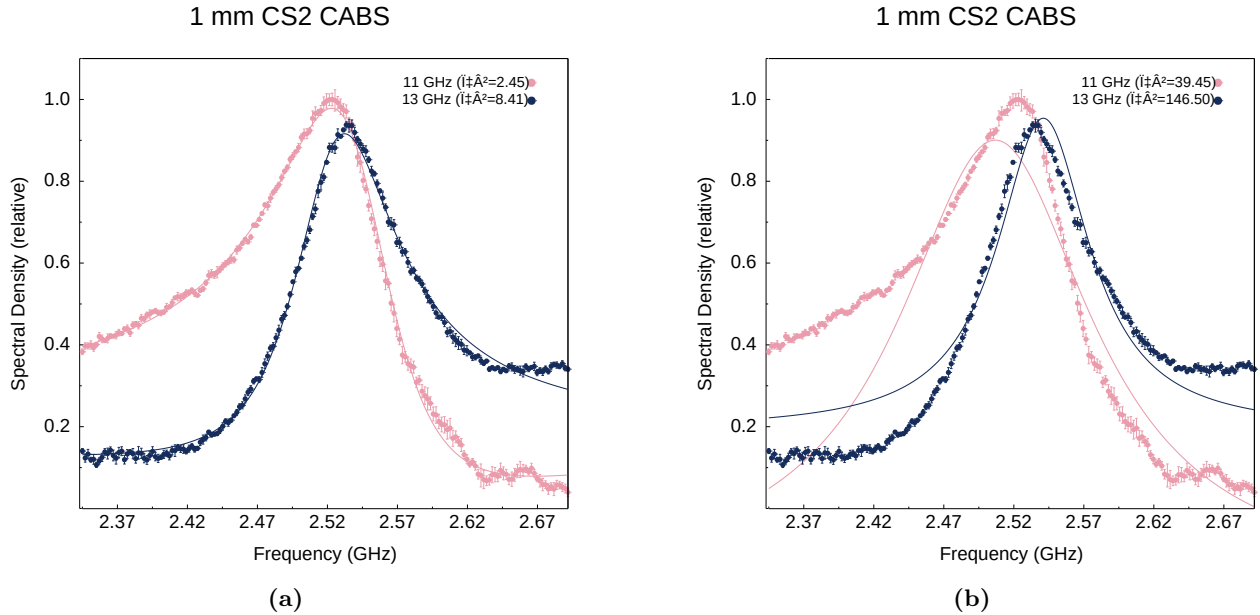 1 mm CS2 CABS
11 GHz (Ï‡Â²=2.45)
13 GHz (Ï‡Â²=8.41)
1.0
0.8
0.6
0.4
0.2
Spectral Density (relative)
2.37 2.42 2.47 2.52 2.57 2.62 2.67
Frequency (GHz)
(a)
1 mm CS2 CABS
11 GHz (Ï‡Â²=39.45)
13 GHz (Ï‡Â²=146.50)
1.0
0.8
0.6
0.4
0.2
Spectral Density (relative)
2.37 2.42 2.47 2.52 2.57 2.62 2.67
Frequency (GHz)
(b)